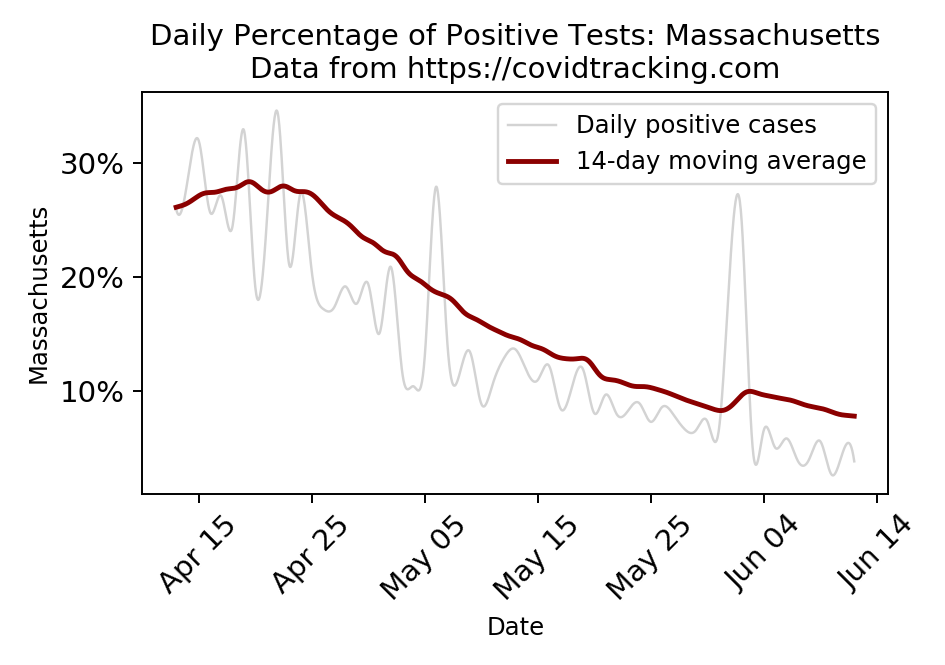 Daily Percentage of Positive Tests: Massachusetts
Data from https://covidtracking.com
Daily positive cases
14-day moving average
30%
20%
10%
Massachusetts
Apr 15
Apr 25
May 05
May 15
May 25
Jun 04
Jun 14
Date